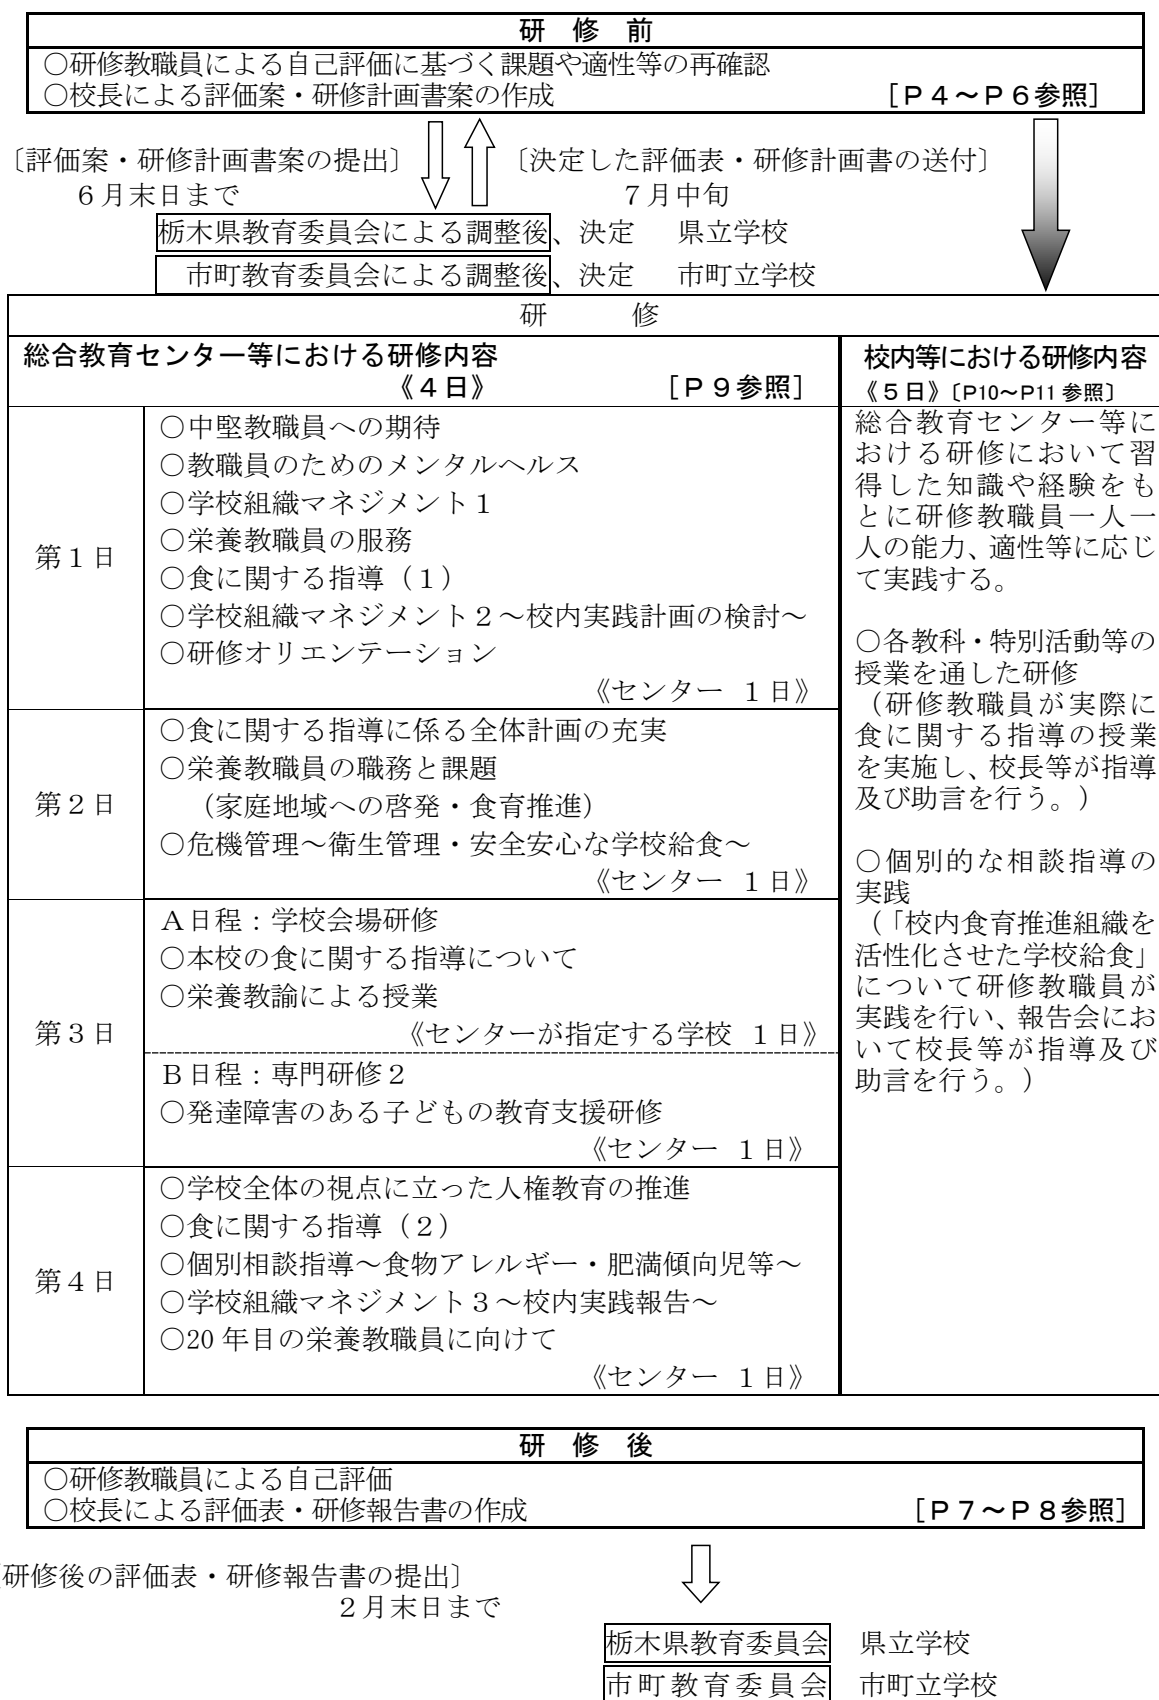 研　修　前
○研修教職員による自己評価に基づく課題や適性等の再確認
○校長による評価案・研修計画書案の作成　［Ｐ４～Ｐ６参照］
〔評価案・研修計画書案の提出〕　〔決定した評価表・研修計画書の送付〕
６月末日まで　７月中旬
栃木県教育委員会による調整後、決定　県立学校
市町教育委員会による調整後、決定　市町立学校
研　修
総合教育センター等における研修内容
《４日》　［Ｐ９参照］
第１日
○中堅教職員への期待
○教職員のためのメンタルヘルス
○学校組織マネジメント１
○栄養教職員の服務
○食に関する指導（１）
○学校組織マネジメント２～校内実践計画の検討～
○研修オリエンテーション
《センター　１日》
第２日
○食に関する指導に係る全体計画の充実
○栄養教職員の職務と課題
（家庭地域への啓発・食育推進）
○危機管理～衛生管理・安全安心な学校給食～
《センター　１日》
第３日
Ａ日程：学校会場研修
○本校の食に関する指導について
○栄養教諭による授業
《センターが指定する学校　１日》
Ｂ日程：専門研修２
○発達障害のある子どもの教育支援研修
《センター　１日》
第４日
○学校全体の視点に立った人権教育の推進
○食に関する指導（２）
○個別相談指導～食物アレルギー・肥満傾向児等～
○学校組織マネジメント３～校内実践報告～
○20 年目の栄養教職員に向けて
《センター　１日》
校内等における研修内容
《５日》〔P10～P11 参照〕
総合教育センター等に
おける研修において習
得した知識や経験をも
とに研修教職員一人一
人の能力、適性等に応じ
て実践する。
○各教科・特別活動等の
授業を通した研修
（研修教職員が実際に
食に関する指導の授業
を実施し、校長等が指導
及び助言を行う。）
○個別的な相談指導の
実践
（「校内食育推進組織を
活性化させた学校給食」
について研修教職員が
実践を行い、報告会にお
いて校長等が指導及び
助言を行う。）
研　修　後
○研修教職員による自己評価
○校長による評価表・研修報告書の作成　［Ｐ７～Ｐ８参照］
研修後の評価表・研修報告書の提出〕
２月末日まで
栃木県教育委員会　県立学校
市町教育委員会　市町立学校